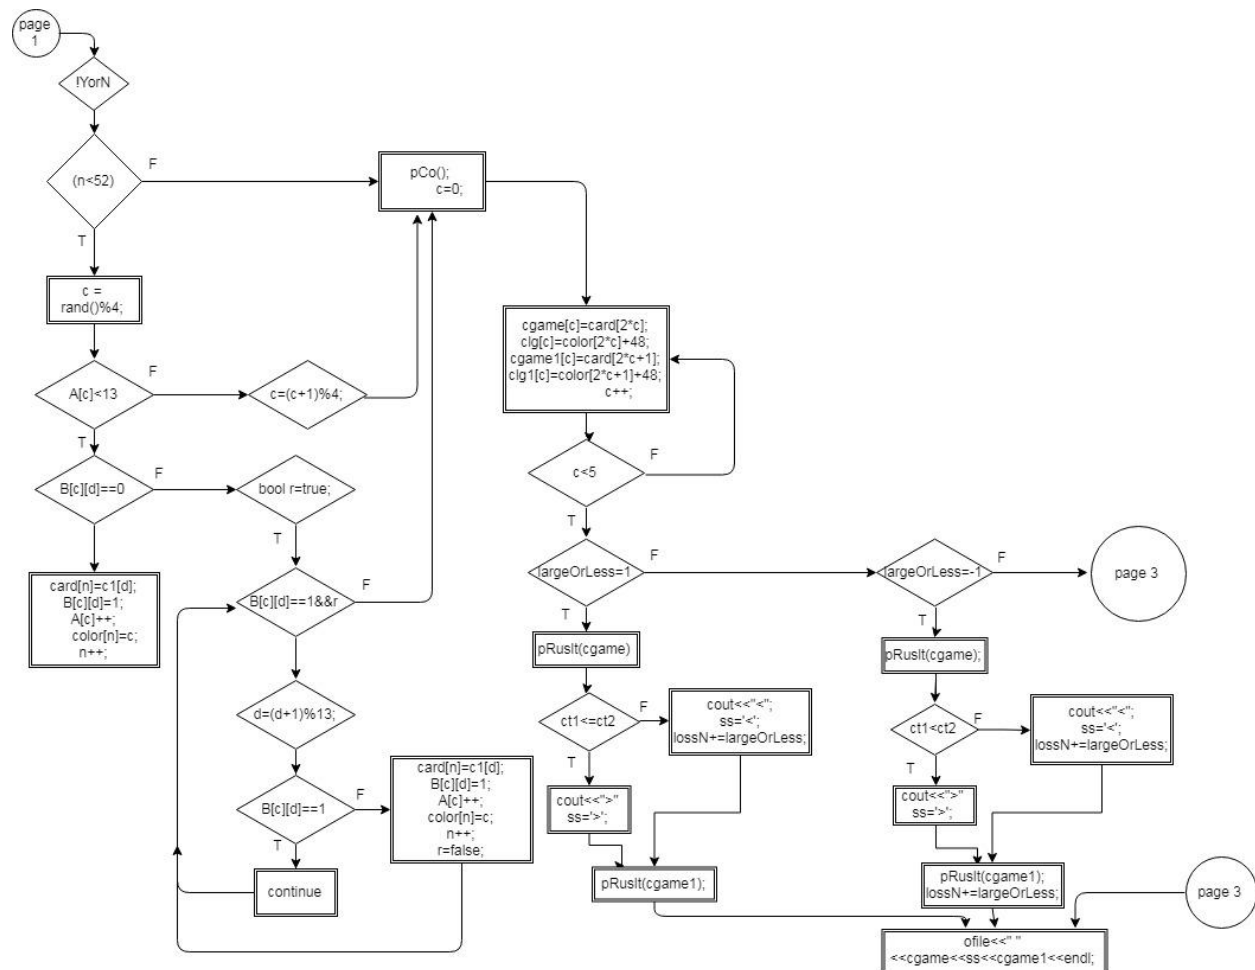 page
1
!YorN
(n<52)
F
T
pCo();
c=0;
c =
rand()%4;
A[c]<13
F
T
c=(c+1)%4;
B[c][d]==0
F
bool r=true;
T
card[n]=c1[d];
B[c][d]=1;
A[c]++;
color[n]=c;
n++;
B[c][d]==1&&r
F
d=(d+1)%13;
B[c][d]==1
F
T
card[n]=c1[d];
B[c][d]=1;
A[c]++;
color[n]=c;
n++;
r=false;
continue
cgame[c]=card[2*c];
clg[c]=color[2*c]+48;
cgame1[c]=card[2*c+1];
clg1[c]=color[2*c+1]+48;
c++;
c<5
F
T
largeOrLess=1
F
T
pRuslt(cgame)
ct1<=ct2
F
T
cout<<"<";
ss='<';
lossN+=largeOrLess;
cout<<">"
ss='>';
pRuslt(cgame1);
largeOrLess=-1
F
T
page 3
pRuslt(cgame);
ct1<ct2
F
T
cout<<"<";
ss='<';
lossN+=largeOrLess;
cout<<">"
ss='>';
pRuslt(cgame1);
lossN+=largeOrLess;
page 3
ofile<<" "
<<cgame<<ss<<cgame1<<endl;